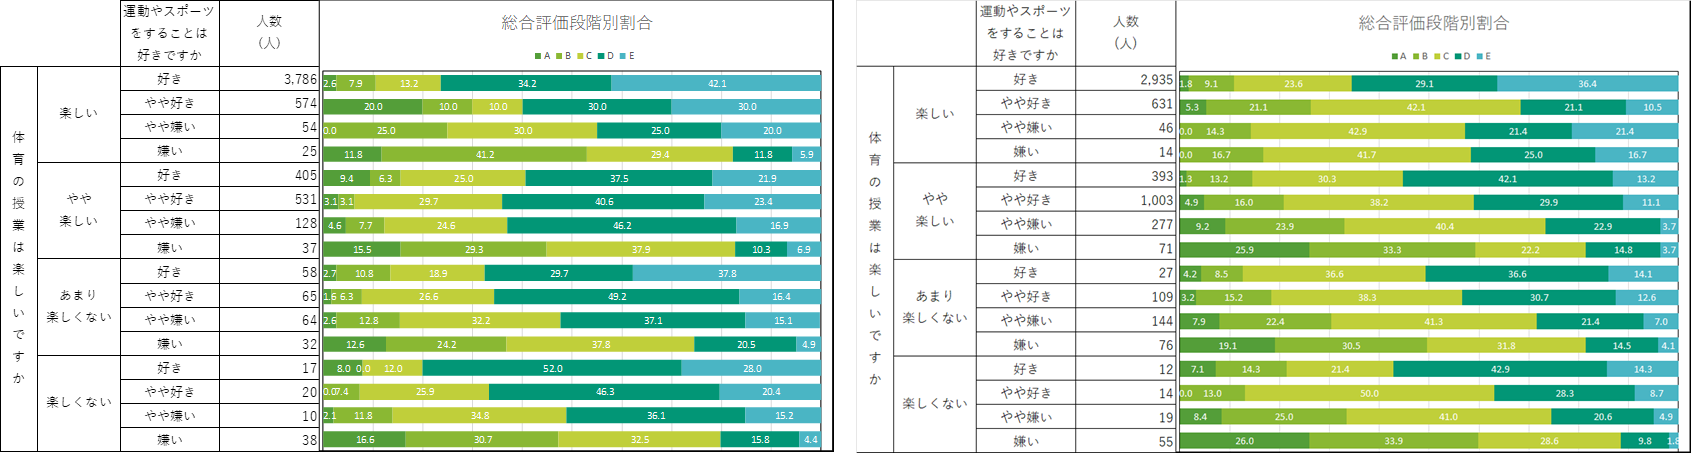 運動やスポーツ
をすることは
好きですか
人数
(人)
総合評価段階別割合
A B C D E
体育の授業は楽しいですか
楽しい
好き 3,786 2.6 7.9 13.2 34.2 42.1
やや好き 574 20.0 10.0 10.0 30.0 30.0
やや嫌い 54 0.0 25.0 30.0 25.0 20.0
嫌い 25 11.8 41.2 29.4 11.8 5.9
やや
楽しい
好き 405 9.4 6.3 25.0 37.5 21.9
やや好き 531 3.1 3.1 29.7 40.6 23.4
やや嫌い 128 4.6 7.7 24.6 46.2 16.9
嫌い 37 15.5 29.3 37.9 10.3 6.9
あまり
楽しくない
好き 58 2.7 10.8 18.9 29.7 37.8
やや好き 65 1.6 6.3 26.6 49.2 16.4
やや嫌い 64 2.6 12.8 32.2 37.1 15.1
嫌い 32 12.6 24.2 37.8 20.5 4.9
楽しくない
好き 17 8.0 0.0 12.0 52.0 28.0
やや好き 20 0.0 7.4 25.9 46.3 20.4
やや嫌い 10 2.1 11.8 34.8 36.1 15.2
嫌い 38 16.6 30.7 32.5 15.8 4.4
運動やスポーツ
をすることは
好きですか
人数
(人)
総合評価段階別割合
A B C D E
体育の授業は楽しいですか
楽しい
好き 2,935 1.8 9.1 23.6 29.1 36.4
やや好き 631 5.3 21.1 42.1 21.1 10.5
やや嫌い 46 0.0 14.3 42.9 21.4 21.4
嫌い 14 0.0 16.7 41.7 25.0 16.7
やや
楽しい
好き 393 1.3 13.2 30.3 42.1 13.2
やや好き 1,003 4.9 16.0 38.2 29.9 11.1
やや嫌い 277 9.2 23.9 40.4 22.9 3.7
嫌い 71 25.9 33.3 22.2 14.8 3.7
あまり
楽しくない
好き 27 4.2 8.5 36.6 36.6 14.1
やや好き 109 3.2 15.2 38.3 30.7 12.6
やや嫌い 144 7.9 22.4 41.3 21.4 7.0
嫌い 76 19.1 30.5 31.8 14.5 4.1
楽しくない
好き 12 7.1 14.3 21.4 42.9 14.3
やや好き 14 0.0 13.0 50.0 28.3 8.7
やや嫌い 19 8.4 25.0 41.0 20.6 4.9
嫌い 55 26.0 33.9 28.6 9.8 1.8